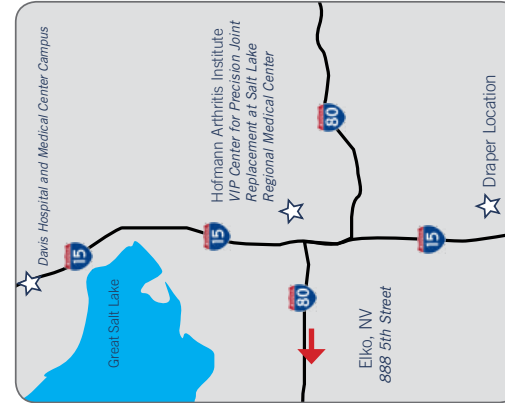 Davis Hospital and Medical Center Campus
15
Great Salt Lake
Hofmann Arthritis Institute
VIP Center for Precision Joint
Replacement at Salt Lake
Regional Medical Center
15
80
80
Elko, NV
888 5th Street
15
Draper Location